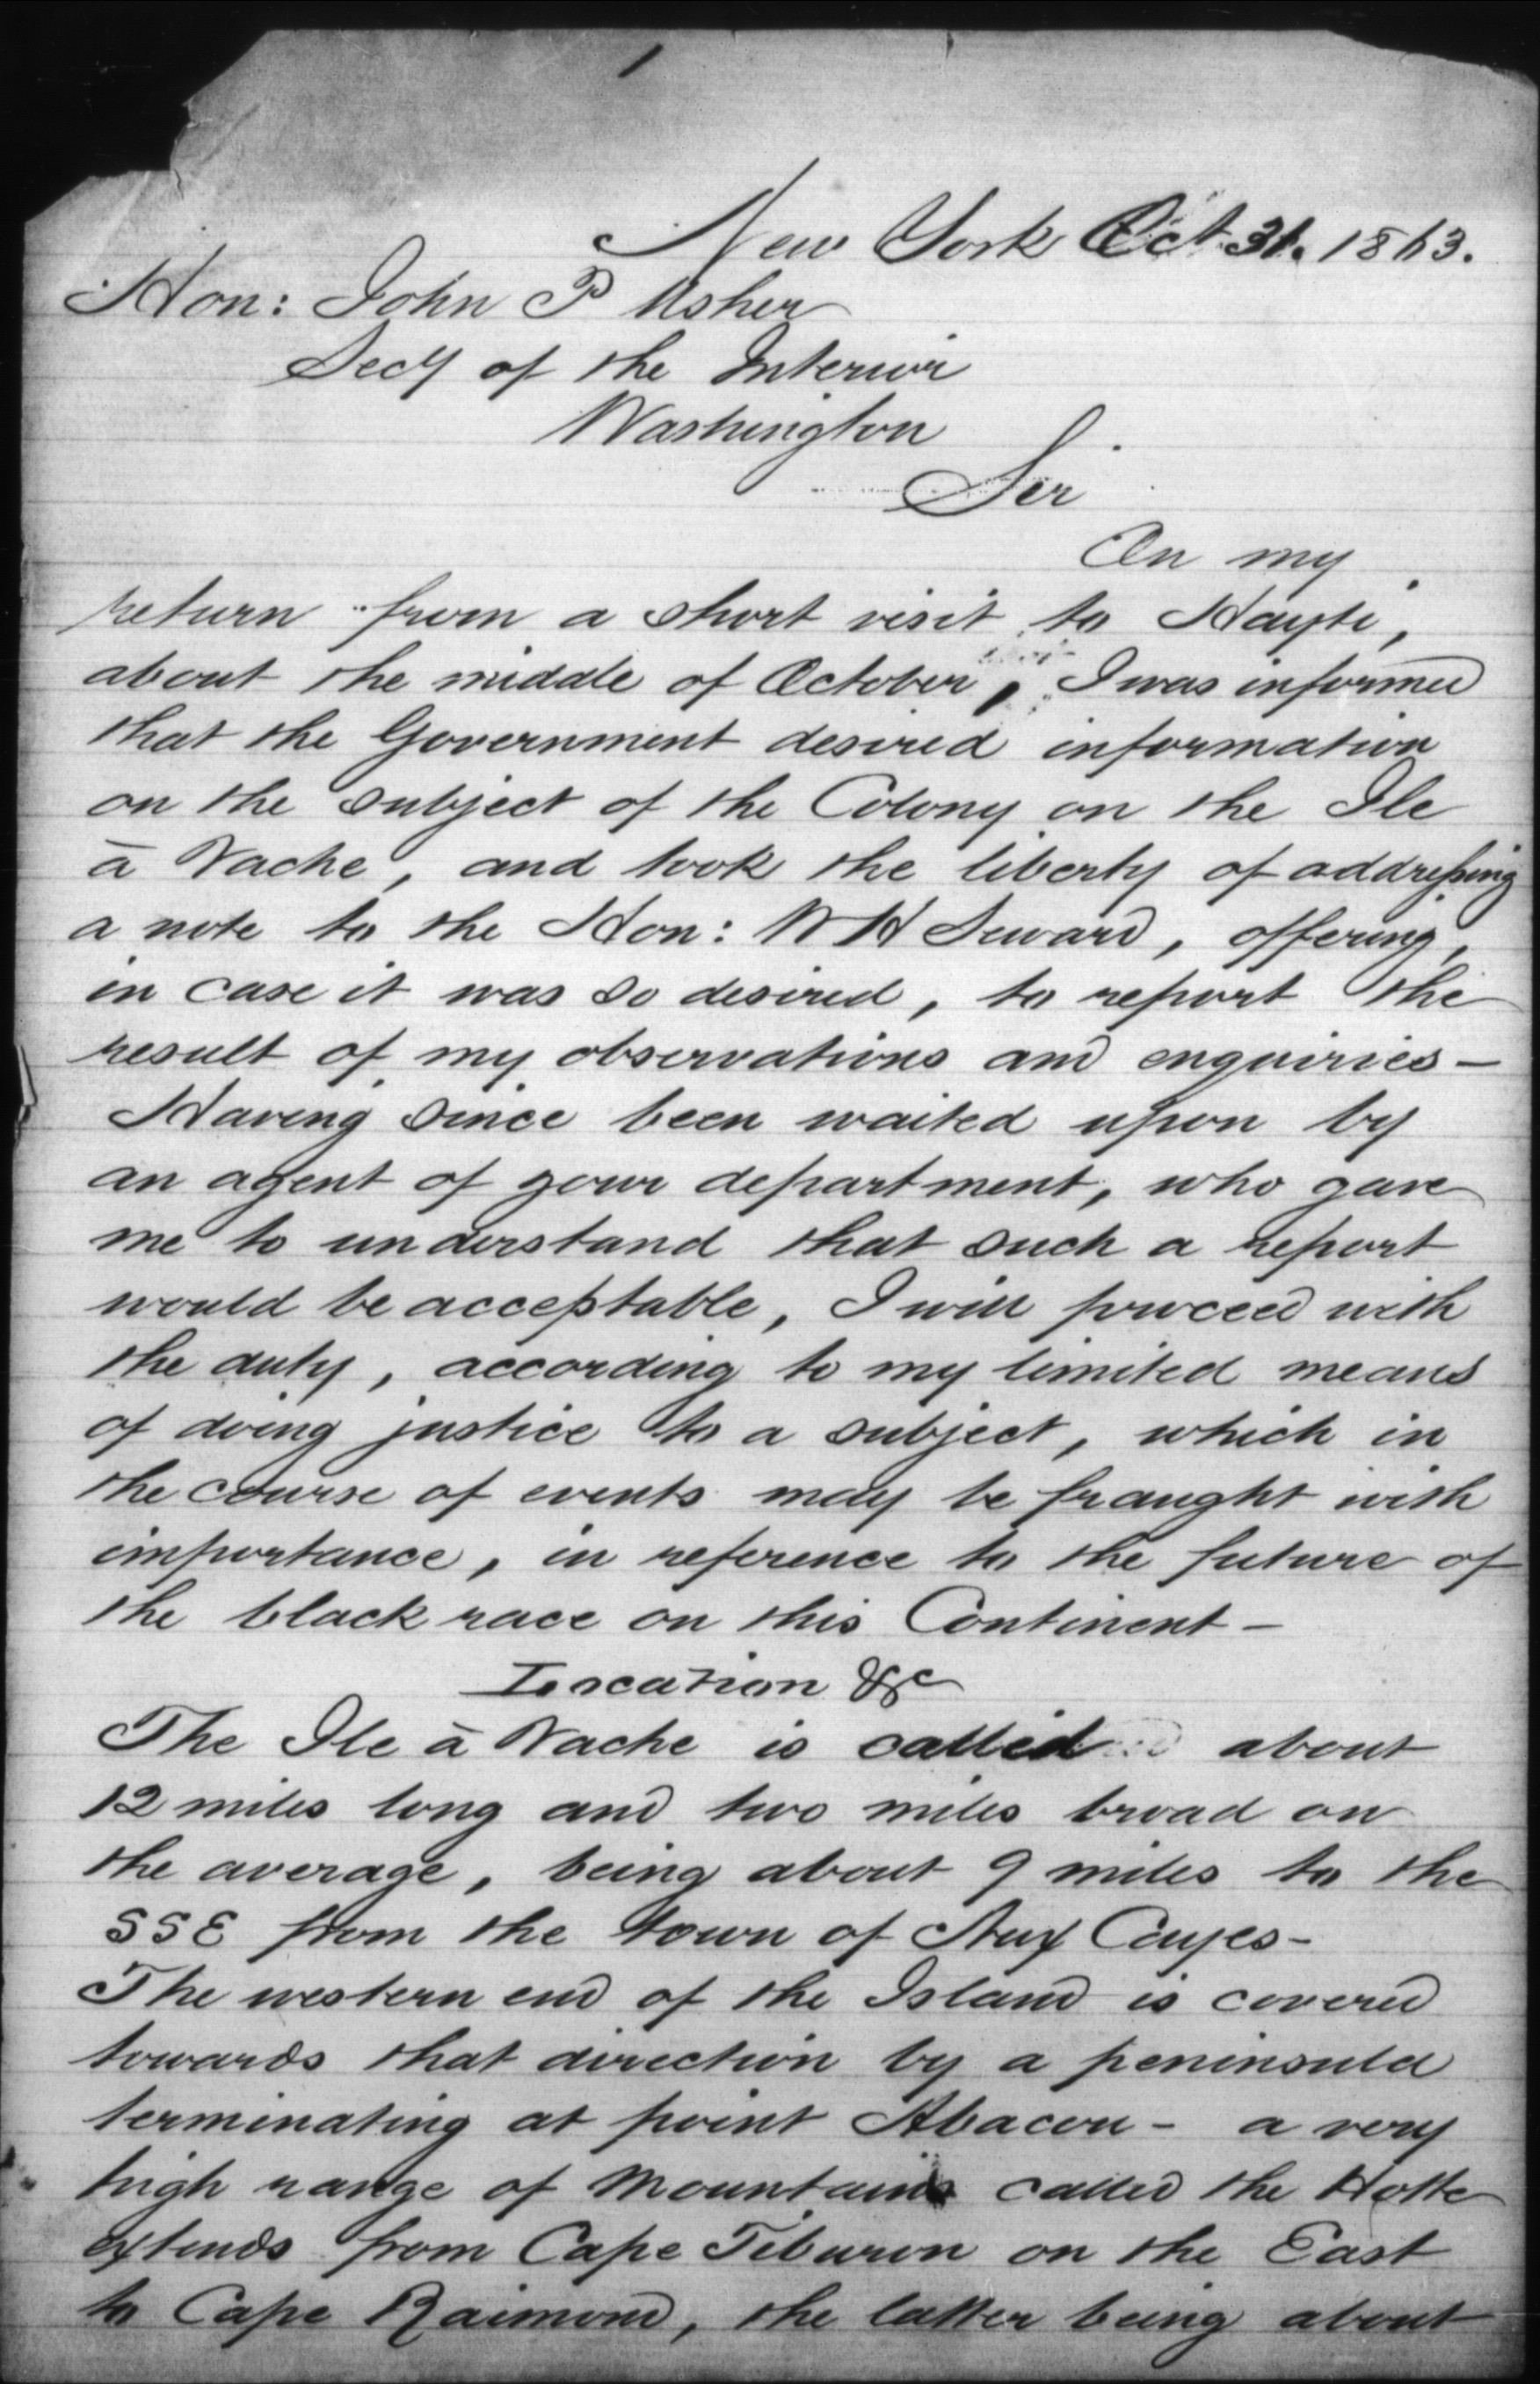 New York Oct. 31. 1863.
Hon: John P Usher
Secy of the Interior
Washington
Sir
On my
return from a short visit to Hayti,
about the middle of October, I was informed
that the Government desired information
on the subject of the Colony on the Ile
à Vache, and took the liberty of addressing
a note to the Hon: W H Seward, offering,
in case it was so desired, to report the
result of my observations and enquiries –
Having since been waited upon by
an agent of your department, who gave
me to understand that such a report
would be acceptable, I will proceed with
the duty, according to my limited means
of doing justice to a subject, which in
the course of events may be fraught with
importance, in reference to the future of
the black race on this Continent –
Location &c
The Ile à Vache is called about
12 miles long and two miles broad on
the average, being about 9 miles to the
SSE from the town of Aux Cayes –
The western end of the Island is covered
towards that direction by a peninsula
terminating at point Abacou – a very
high range of Mountains called the Hotte
extends from Cape Tiburon on the East
to Cape Raimond, the latter being about